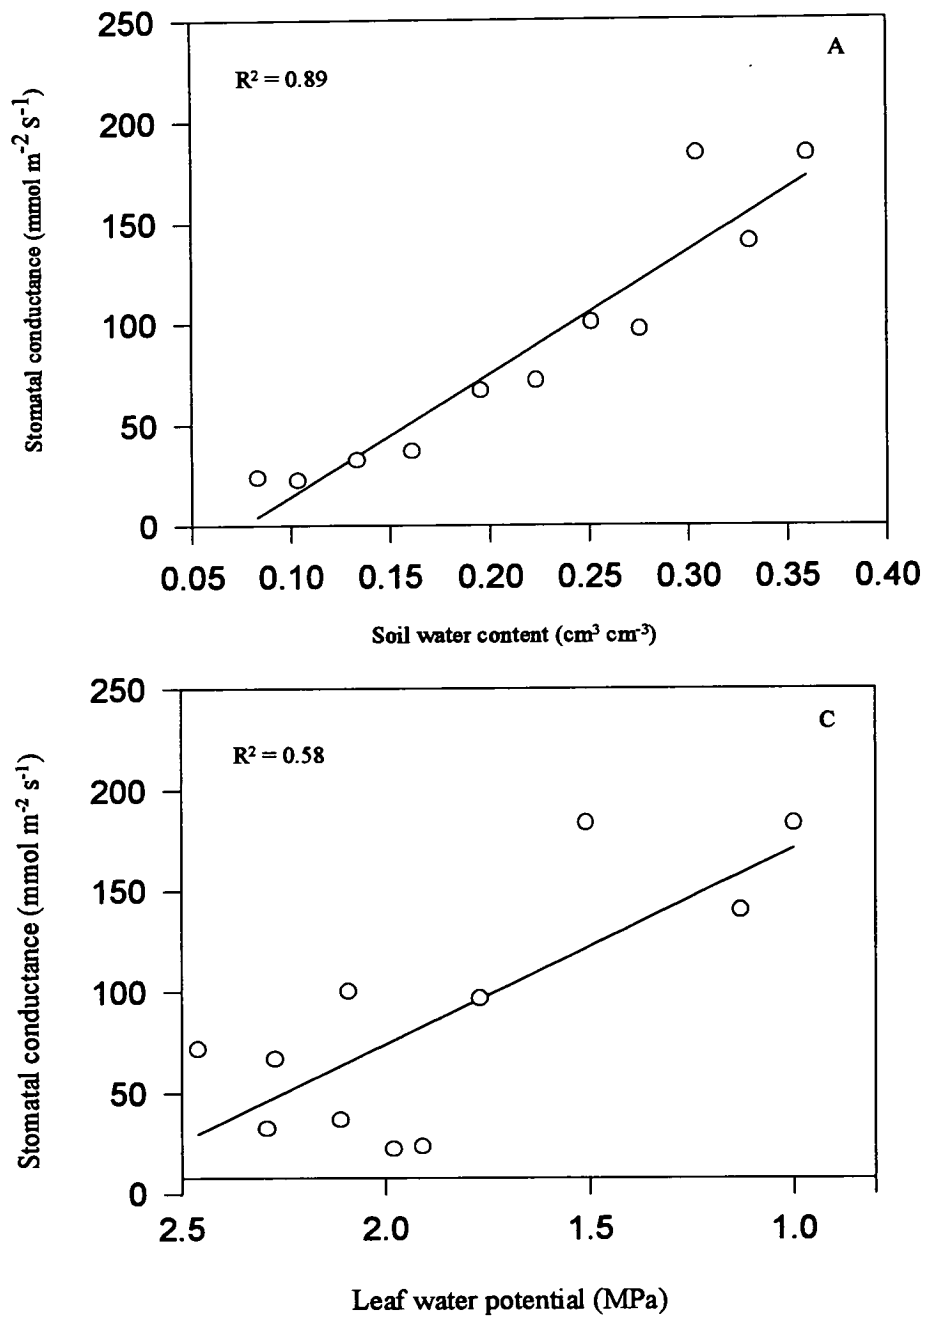 250
A
R² = 0.89
200
150
100
50
0
Stomatal conductance (mmol m⁻² S⁻¹)
0.05 0.10 0.15 0.20 0.25 0.30 0.35 0.40
Soil water content (cm³ cm⁻³)
250
C
R² = 0.58
200
150
100
50
0
Stomatal conductance (mmol m⁻² s⁻¹)
2.5 2.0 1.5 1.0
Leaf water potential (MPa)